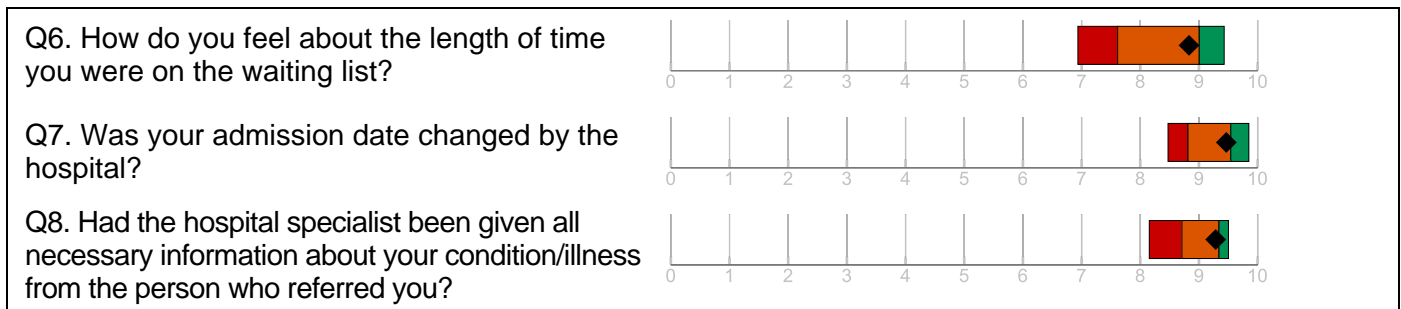 Q6. How do you feel about the length of time
you were on the waiting list?
0 1 2 3 4 5 6 7 8 9 10
Q7. Was your admission date changed by the
hospital?
0 1 2 3 4 5 6 7 8 9 10
Q8. Had the hospital specialist been given all
necessary information about your condition/illness
from the person who referred you?
0 1 2 3 4 5 6 7 8 9 10